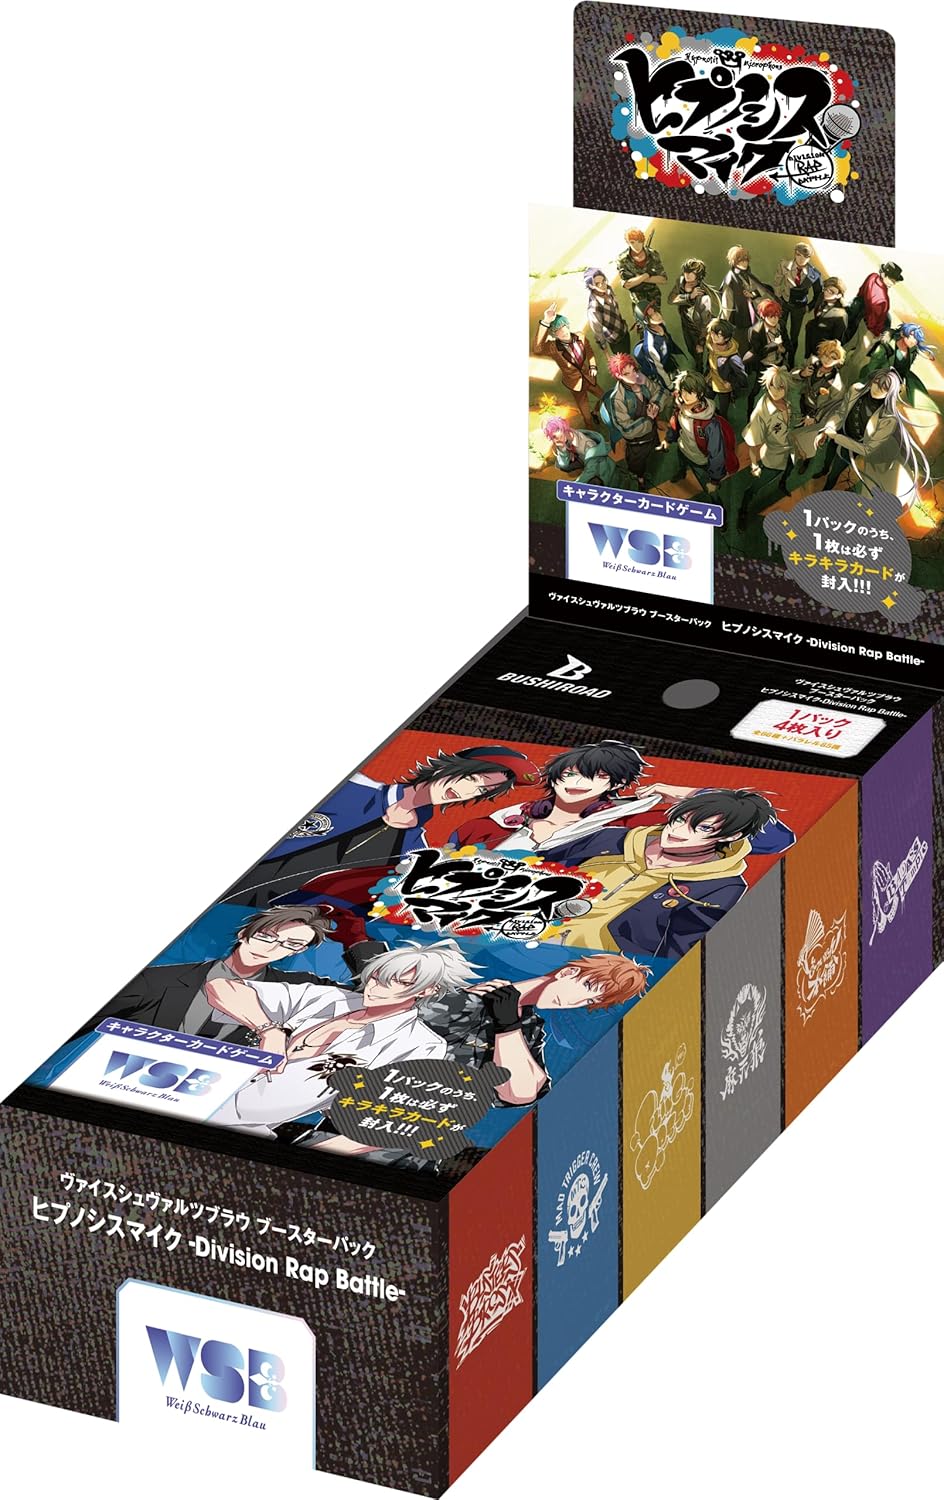 Hypnosis Microphone
ヒプノシス
マイク
DIVISION
RAP
BATTLE
キャラクターカードゲーム
WSB
Weiß Schwarz Blau
1パックのうち、
1枚は必ず
キラキラカードが
封入!!!
ヴァイスシュヴァルツブラウ ブースターパック ヒプノシスマイク -Division Rap Battle-
BUSHIROAD
ヴァイスシュヴァルツブラウ
ブースターパック
ヒプノシスマイク-Division Rap Battle-
1パック
4枚入り
ヒプノシス
マイク
DIVISION
RAP
BATTLE
キャラクターカードゲーム
WSB
Weiß Schwarz Blau
1パックのうち、
1枚は必ず
キラキラカードが
封入!!!
ヴァイスシュヴァルツブラウ ブースターパック
ヒプノシスマイク -Division Rap Battle-
WSB
Weiß Schwarz Blau
MAD TRIGGER CREW
麻天狼